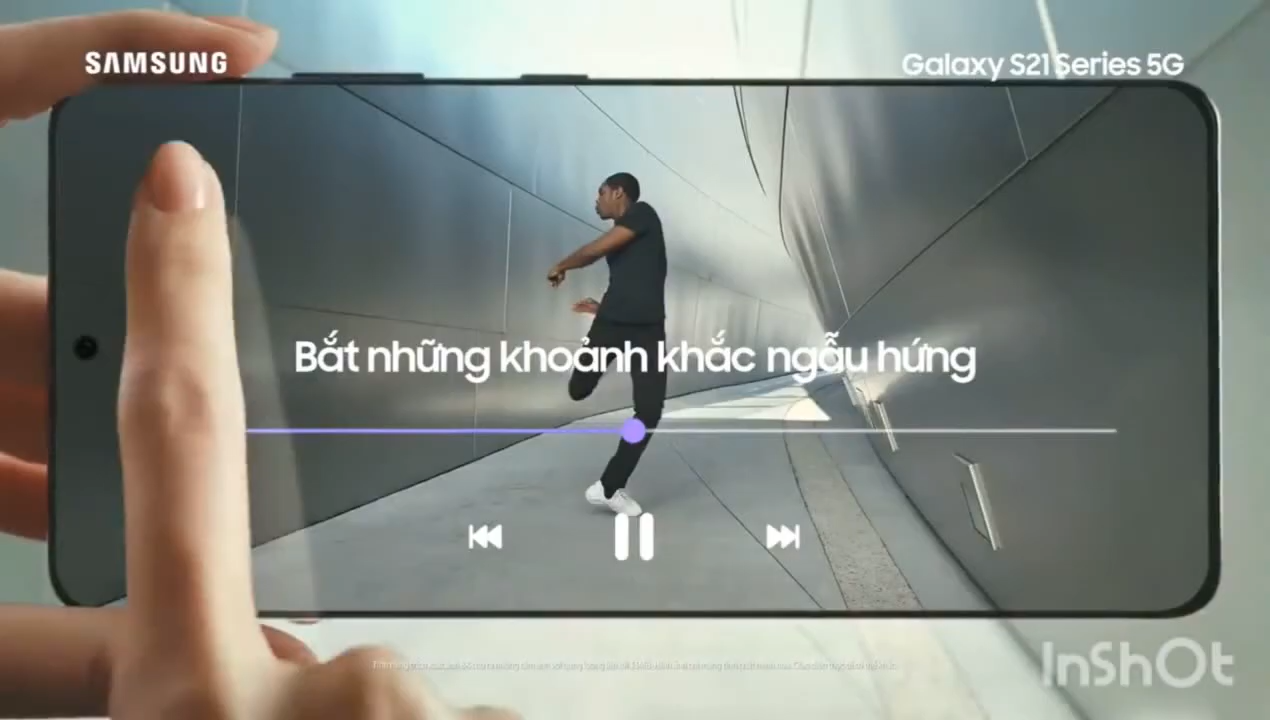 SAMSUNG
Galaxy S21 Series 5G
Bắt những khoảnh khắc ngẫu hứng
InShOt